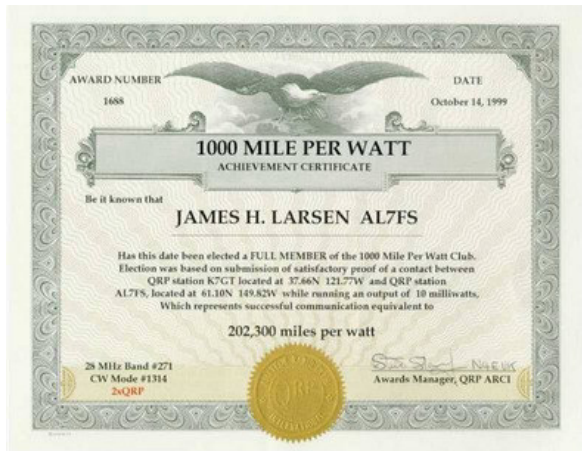 AWARD NUMBER
1688
DATE
October 14, 1999
1000 MILE PER WATT
ACHIEVEMENT CERTIFICATE
Be it known that
JAMES H. LARSEN AL7FS
Has this date been elected a FULL MEMBER of the 1000 Mile Per Watt Club.
Election was based on submission of satisfactory proof of a contact between
QRP station K7GT located at 37.66N 121.77W and QRP station
AL7FS, located at 61.10N 149.82W while running an output of 10 milliwatts,
Which represents successful communication equivalent to
202,300 miles per watt
28 MHz Band #271
CW Mode #1314
2xQRP
QRP
Awards Manager, QRP ARCI